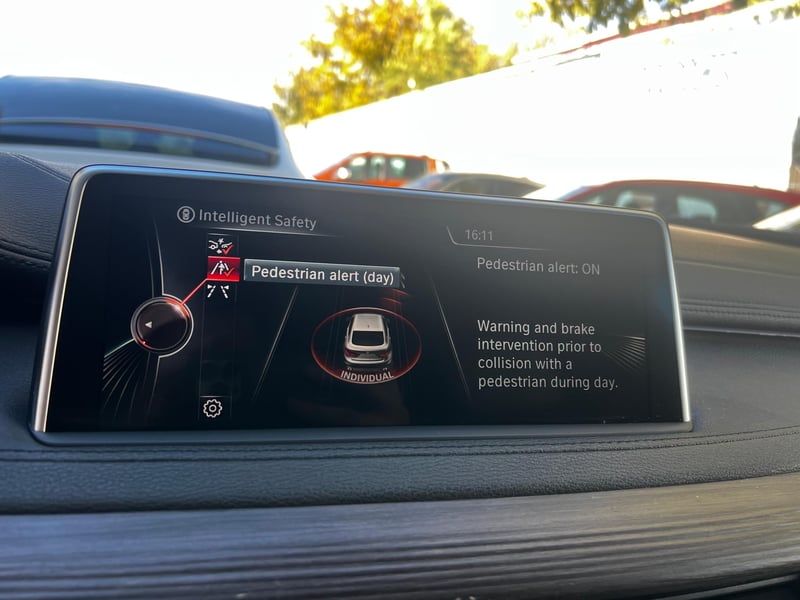 Intelligent Safety
16:11
Pedestrian alert (day)
Pedestrian alert: ON
Warning and brake
intervention prior to
collision with a
pedestrian during day.
INDIVIDUAL